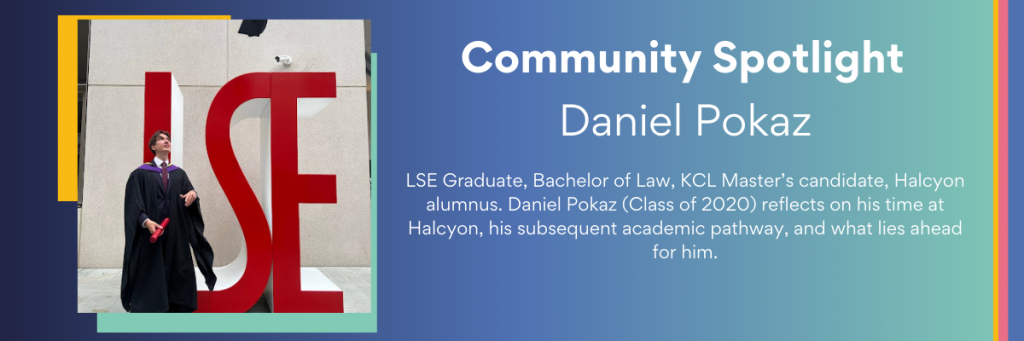 LSE
Community Spotlight
Daniel Pokaz
LSE Graduate, Bachelor of Law, KCL Master's candidate, Halcyon
alumnus. Daniel Pokaz (Class of 2020) reflects on his time at
Halcyon, his subsequent academic pathway, and what lies ahead
for him.